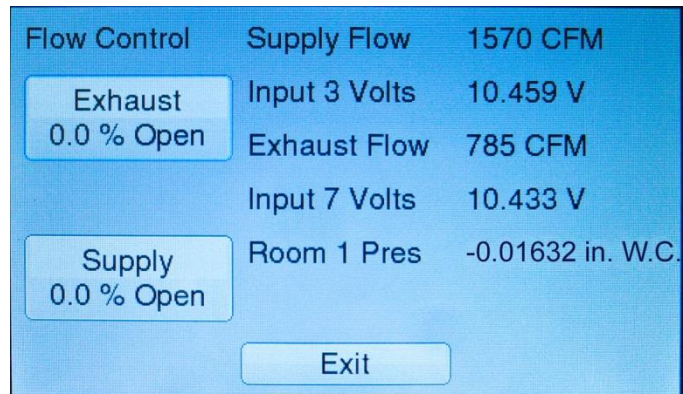 Flow Control
Exhaust
0.0 % Open
Supply
0.0 % Open
Supply Flow 1570 CFM
Input 3 Volts 10.459 V
Exhaust Flow 785 CFM
Input 7 Volts 10.433 V
Room 1 Pres -0.01632 in. W.C.
Exit